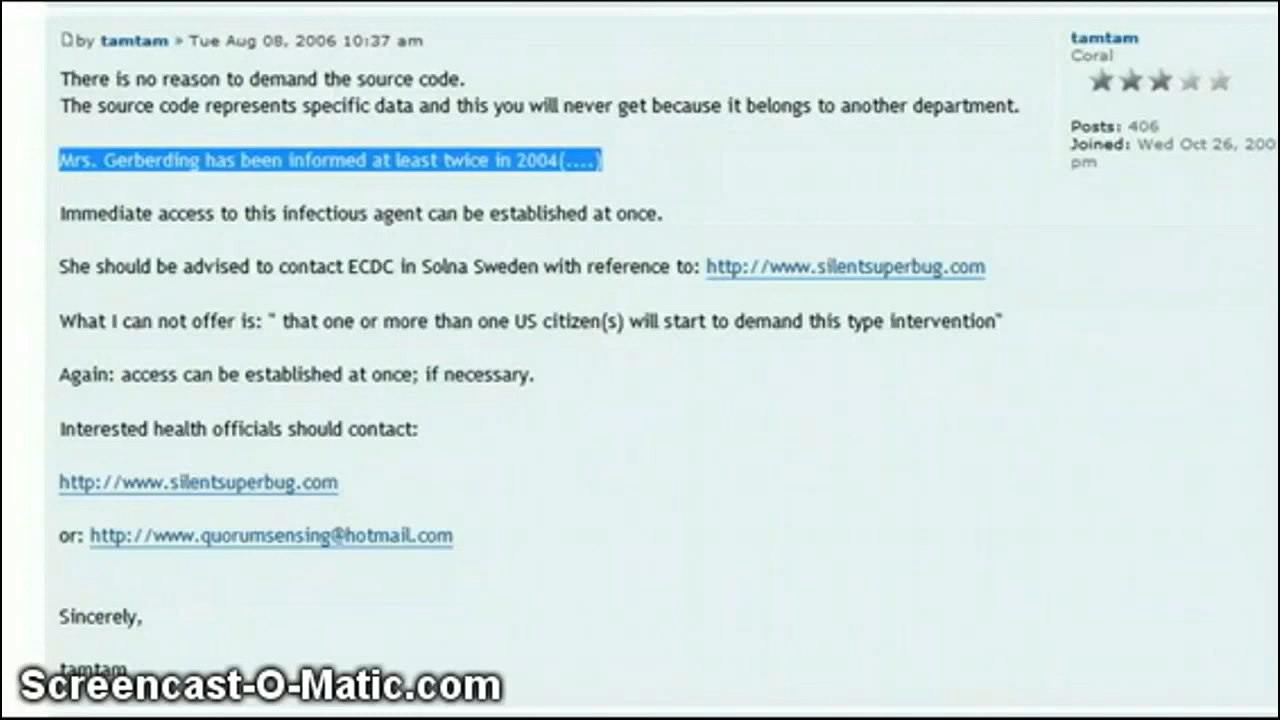 by tamtam » Tue Aug 08, 2006 10:37 am
There is no reason to demand the source code.
The source code represents specific data and this you will never get because it belongs to another department.
Mrs. Gerberding has been informed at least twice in 2004(....)
Immediate access to this infectious agent can be established at once.
She should be advised to contact ECDC in Solna Sweden with reference to: http://www.silentsuperbug.com
What I can not offer is: " that one or more than one US citizen(s) will start to demand this type intervention"
Again: access can be established at once; if necessary.
Interested health officials should contact:
http://www.silentsuperbug.com
or: http://www.quorumsensing@hotmail.com
Sincerely,
tamtam
tamtam
Coral
Posts: 406
Joined: Wed Oct 26, 200
pm
Screencast-O-Matic.com